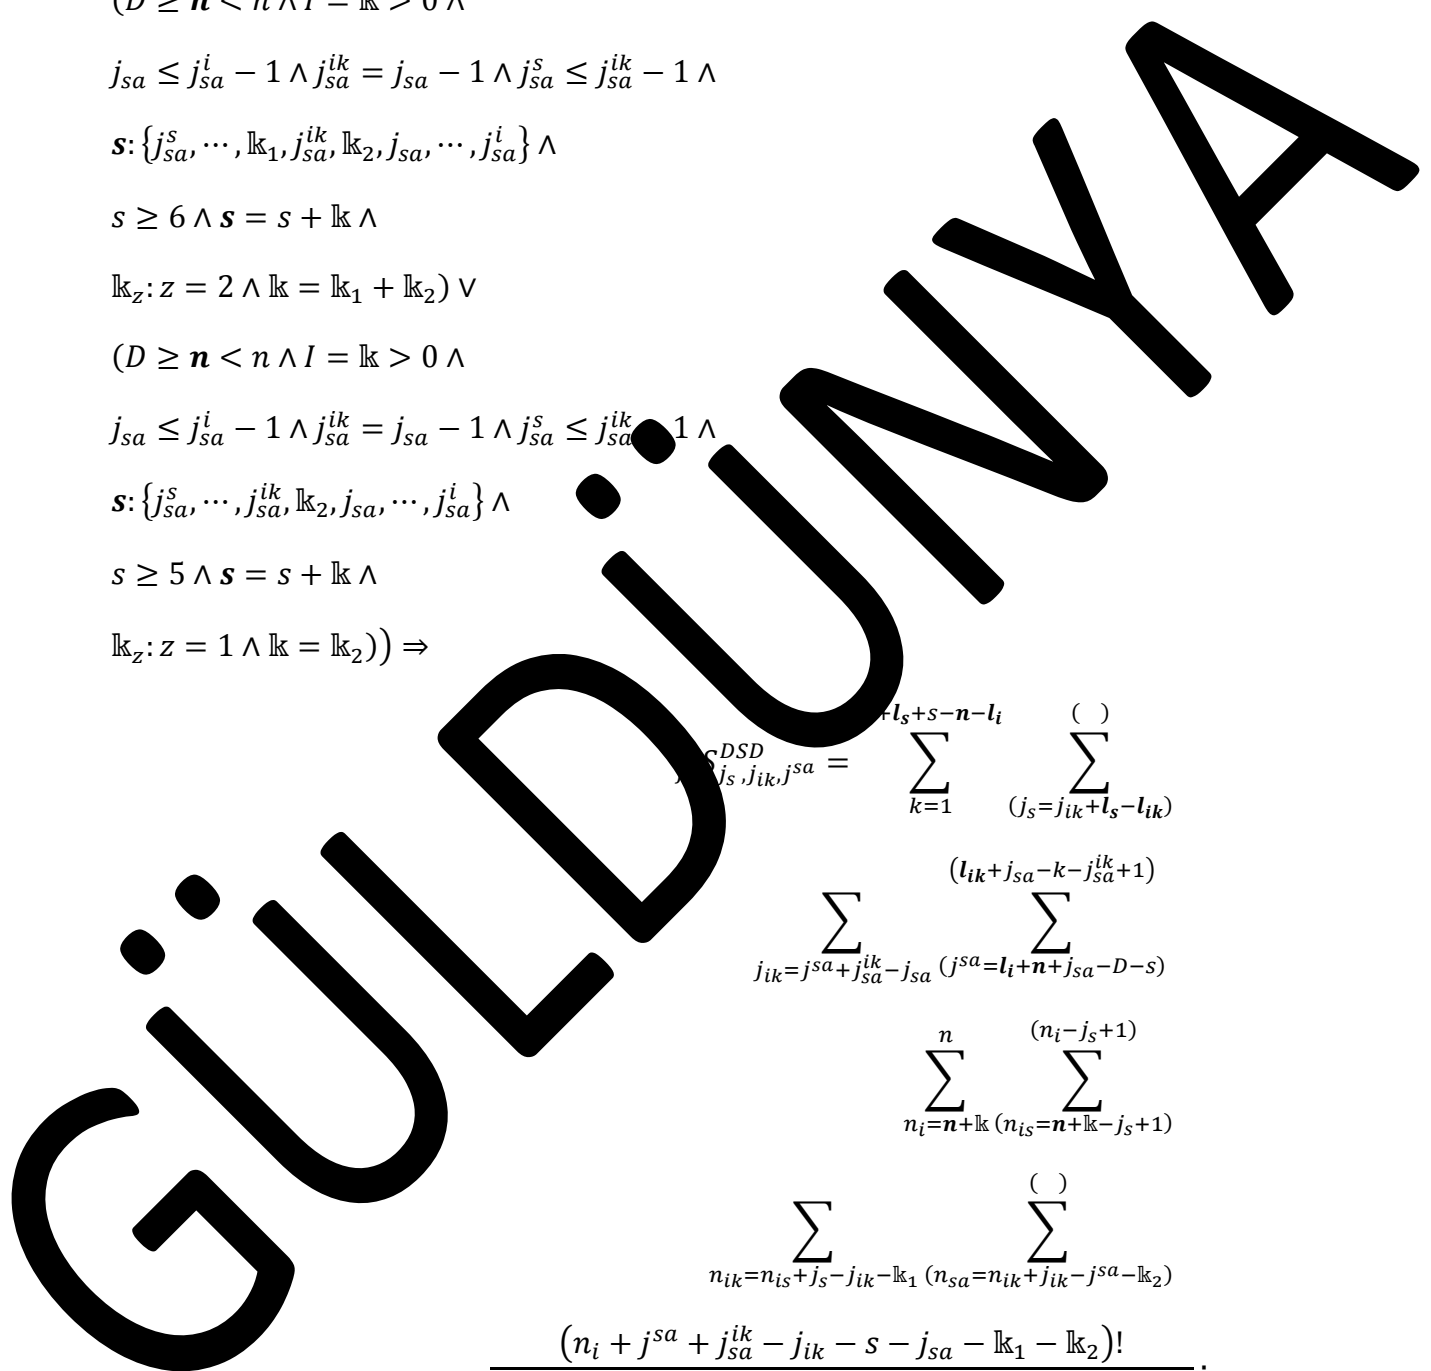 (D ≥ n < n ∧ I = 𝕜 > 0 ∧
j_{sa} ≤ j_{sa}^{i} − 1 ∧ j_{sa}^{ik} = j_{sa} − 1 ∧ j_{sa}^{s} ≤ j_{sa}^{ik} − 1 ∧
s: {j_{sa}^{s}, ⋯, 𝕜_1, j_{sa}^{ik}, 𝕜_2, j_{sa}, ⋯, j_{sa}^{i}} ∧
s ≥ 6 ∧ s = s + 𝕜 ∧
𝕜_z: z = 2 ∧ 𝕜 = 𝕜_1 + 𝕜_2) ∨
(D ≥ n < n ∧ I = 𝕜 > 0 ∧
j_{sa} ≤ j_{sa}^{i} − 1 ∧ j_{sa}^{ik} = j_{sa} − 1 ∧ j_{sa}^{s} ≤ j_{sa}^{ik} 1 ∧
s: {j_{sa}^{s}, ⋯, j_{sa}^{ik}, 𝕜_2, j_{sa}, ⋯, j_{sa}^{i}} ∧
s ≥ 5 ∧ s = s + 𝕜 ∧
𝕜_z: z = 1 ∧ 𝕜 = 𝕜_2)) ⇒
S_{j_s, j_{ik}, j^{sa}}^{DSD} = ∑_{k=1}^{+l_s+s−n−l_i} ∑_{(j_s=j_{ik}+l_s−l_{ik})}^{( )}
∑_{j_{ik}=j^{sa}+j_{sa}^{ik}−j_{sa}} ∑_{(j^{sa}=l_i+n+j_{sa}−D−s)}^{(l_{ik}+j_{sa}−k−j_{sa}^{ik}+1)}
∑_{n_i=n+𝕜}^{n} ∑_{(n_{is}=n+𝕜−j_s+1)}^{(n_i−j_s+1)}
∑_{n_{ik}=n_{is}+j_s−j_{ik}−𝕜_1} ∑_{(n_{sa}=n_{ik}+j_{ik}−j^{sa}−𝕜_2)}^{( )}
(n_i + j^{sa} + j_{sa}^{ik} − j_{ik} − s − j_{sa} − 𝕜_1 − 𝕜_2)! .
GÜLDÜNYA